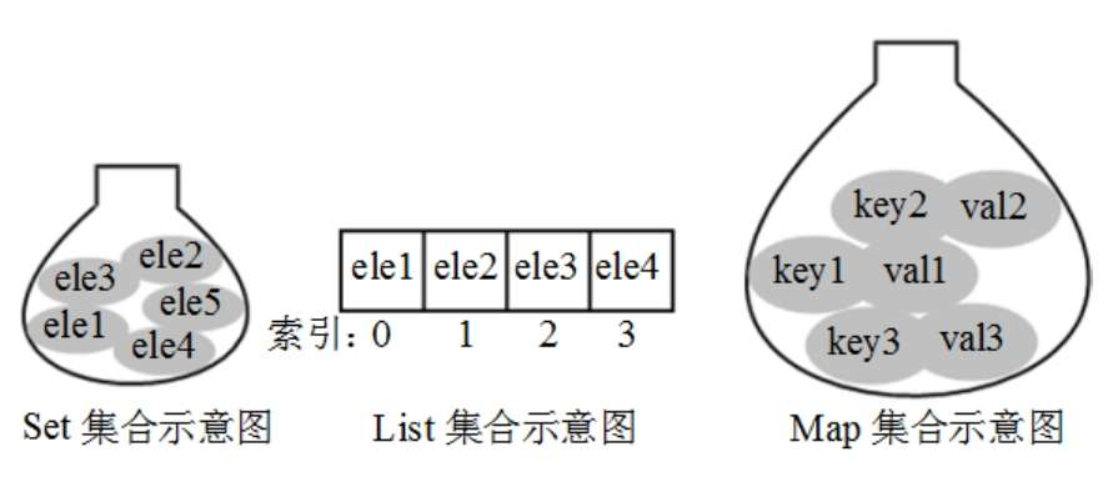 ele2
ele3
ele5
ele1
ele4
Set 集合示意图
ele1 ele2 ele3 ele4
索引: 0 1 2 3
List 集合示意图
key2 val2
key1 val1
key3 val3
Map 集合示意图